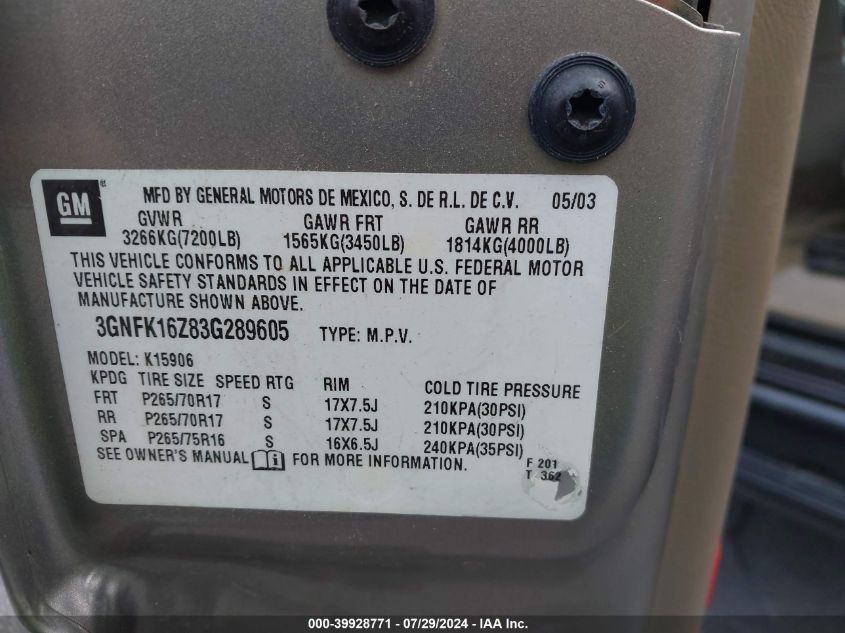 GM ® MFD BY GENERAL MOTORS DE MEXICO, S. DE R.L. DE C.V. 05/03
GVWR GAWR FRT GAWR RR
3266KG(7200LB) 1565KG(3450LB) 1814KG(4000LB)
THIS VEHICLE CONFORMS TO ALL APPLICABLE U.S. FEDERAL MOTOR
VEHICLE SAFETY STANDARDS IN EFFECT ON THE DATE OF
MANUFACTURE SHOWN ABOVE.
3GNFK16Z83G289605 TYPE: M.P.V.
MODEL: K15906
KPDG TIRE SIZE SPEED RTG RIM COLD TIRE PRESSURE
FRT P265/70R17 S 17X7.5J 210KPA(30PSI)
RR P265/70R17 S 17X7.5J 210KPA(30PSI)
SPA P265/75R16 S 16X6.5J 240KPA(35PSI)
SEE OWNER'S MANUAL i FOR MORE INFORMATION.
F 201
T 362
000-39928771 / 07/29/2024 - IAA Inc.